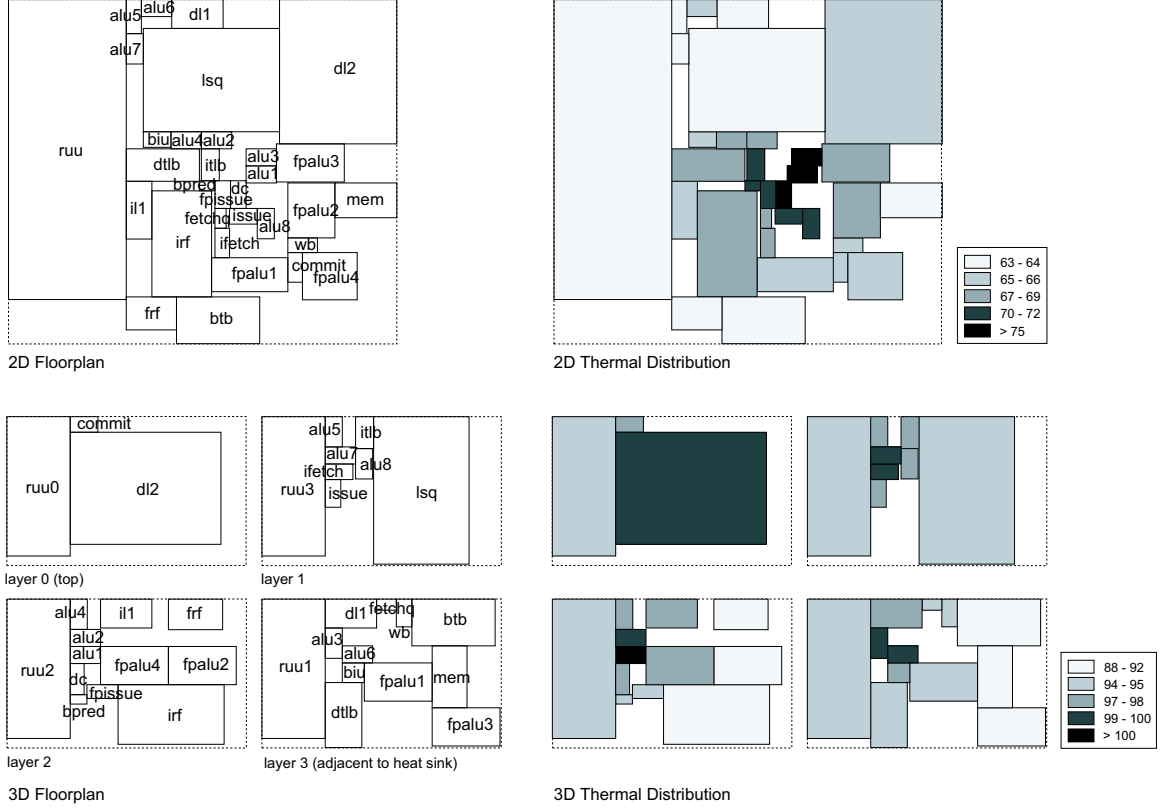 alu6
alu5
dl1
alu7
lsq
dl2
ruu
biu
alu4
alu2
dtlb
itlb
alu3
alu1
fpalu3
bpred
dc
fpissue
il1
fetchq
issue
alu8
fpalu2
mem
irf
ifetch
wb
commit
fpalu1
fpalu4
frf
btb
2D Floorplan
63 - 64
65 - 66
67 - 69
70 - 72
> 75
2D Thermal Distribution
commit
ruu0
dl2
layer 0 (top)
alu5
itlb
alu7
ifetch
alu8
ruu3
issue
lsq
layer 1
alu4
il1
frf
alu2
alu1
fpalu4
fpalu2
ruu2
dc
fpissue
bpred
irf
layer 2
dl1
fetchq
btb
wb
alu3
alu6
ruu1
biu
fpalu1
mem
dtlb
fpalu3
layer 3 (adjacent to heat sink)
3D Floorplan
88 - 92
94 - 95
97 - 98
99 - 100
> 100
3D Thermal Distribution